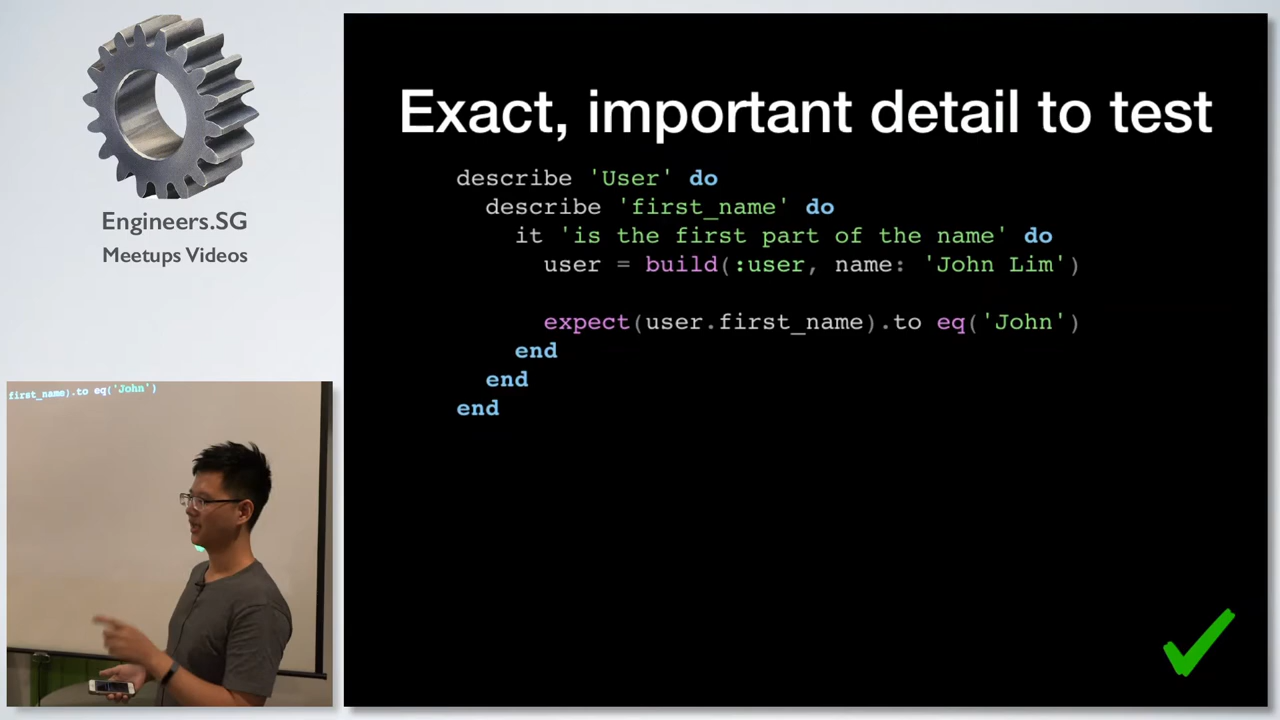 Engineers.SG
Meetups Videos
Exact, important detail to test
describe 'User' do
  describe 'first_name' do
    it 'is the first part of the name' do
      user = build(:user, name: 'John Lim')

      expect(user.first_name).to eq('John')
    end
  end
end
first_name).to eq('John')